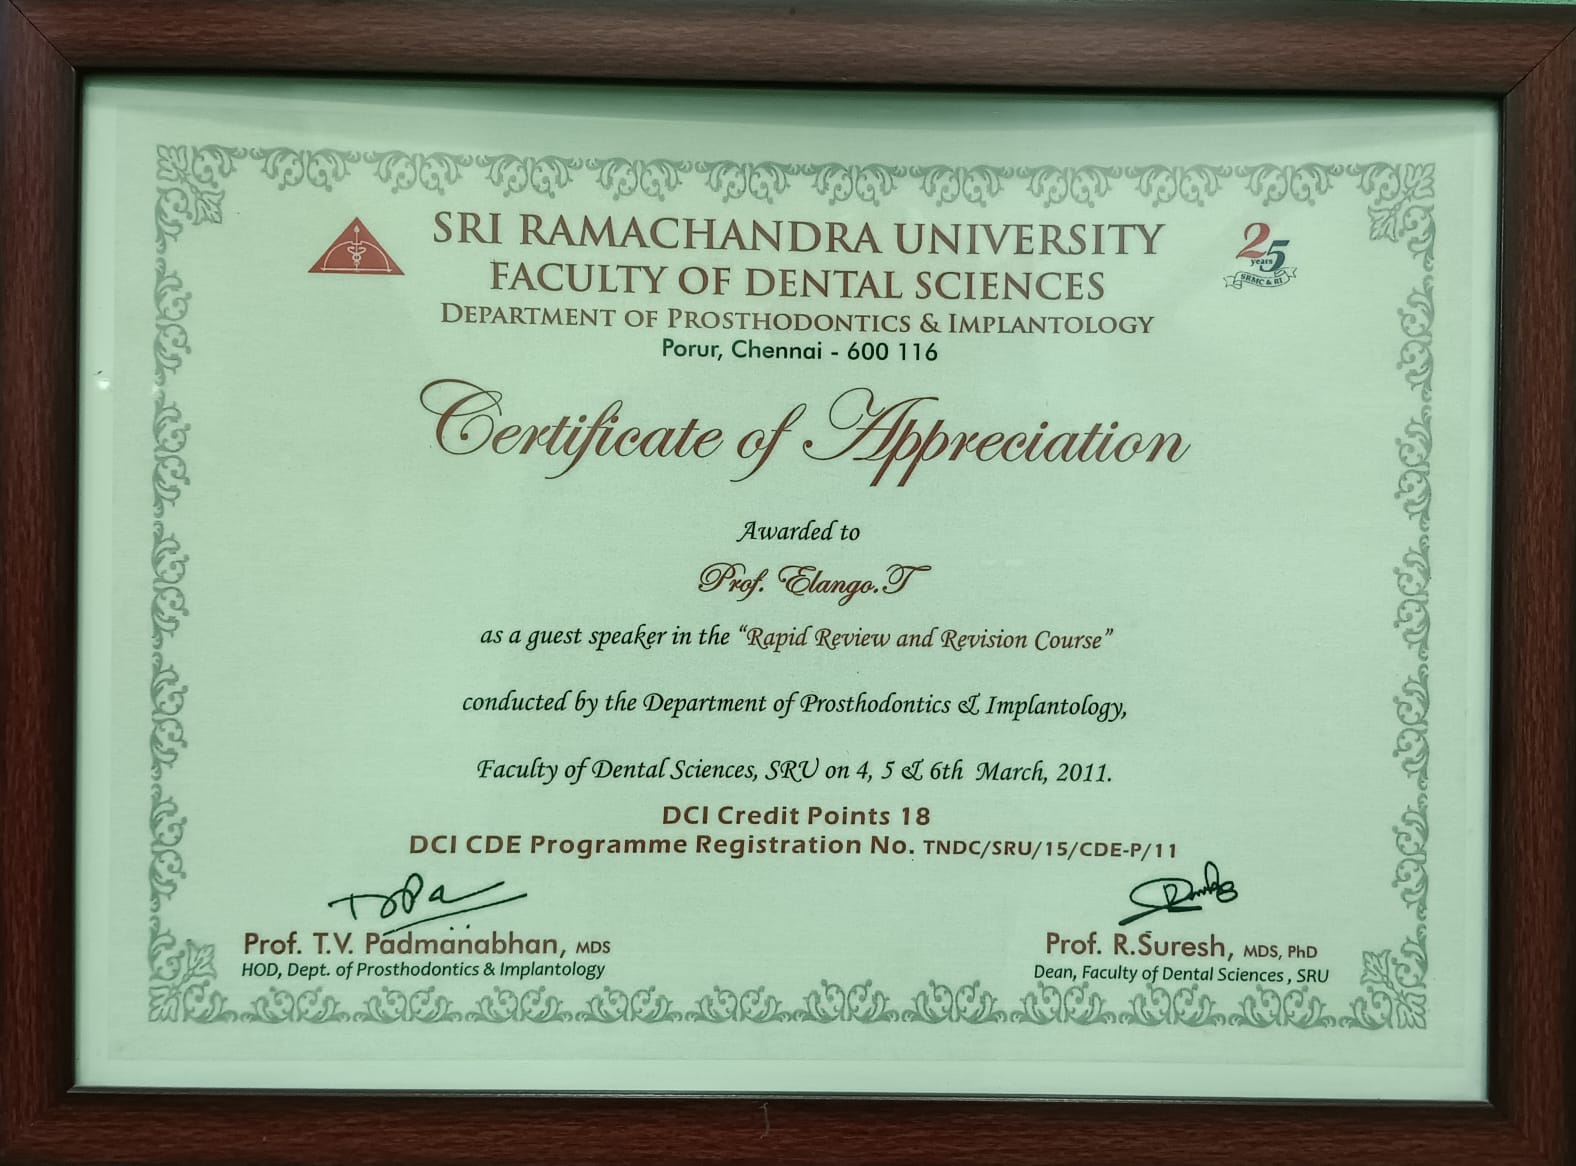 SRI RAMACHANDRA UNIVERSITY
FACULTY OF DENTAL SCIENCES
DEPARTMENT OF PROSTHODONTICS & IMPLANTOLOGY
Porur, Chennai - 600 116
25
years
SRMC & RI
Certificate of Appreciation
Awarded to
Prof. Elango.T
as a guest speaker in the “Rapid Review and Revision Course”
conducted by the Department of Prosthodontics & Implantology,
Faculty of Dental Sciences, SRU on 4, 5 & 6th March, 2011.
DCI Credit Points 18
DCI CDE Programme Registration No. TNDC/SRU/15/CDE-P/11
Prof. T.V. Padmanabhan, MDS
HOD, Dept. of Prosthodontics & Implantology
Prof. R.Suresh, MDS, PhD
Dean, Faculty of Dental Sciences , SRU